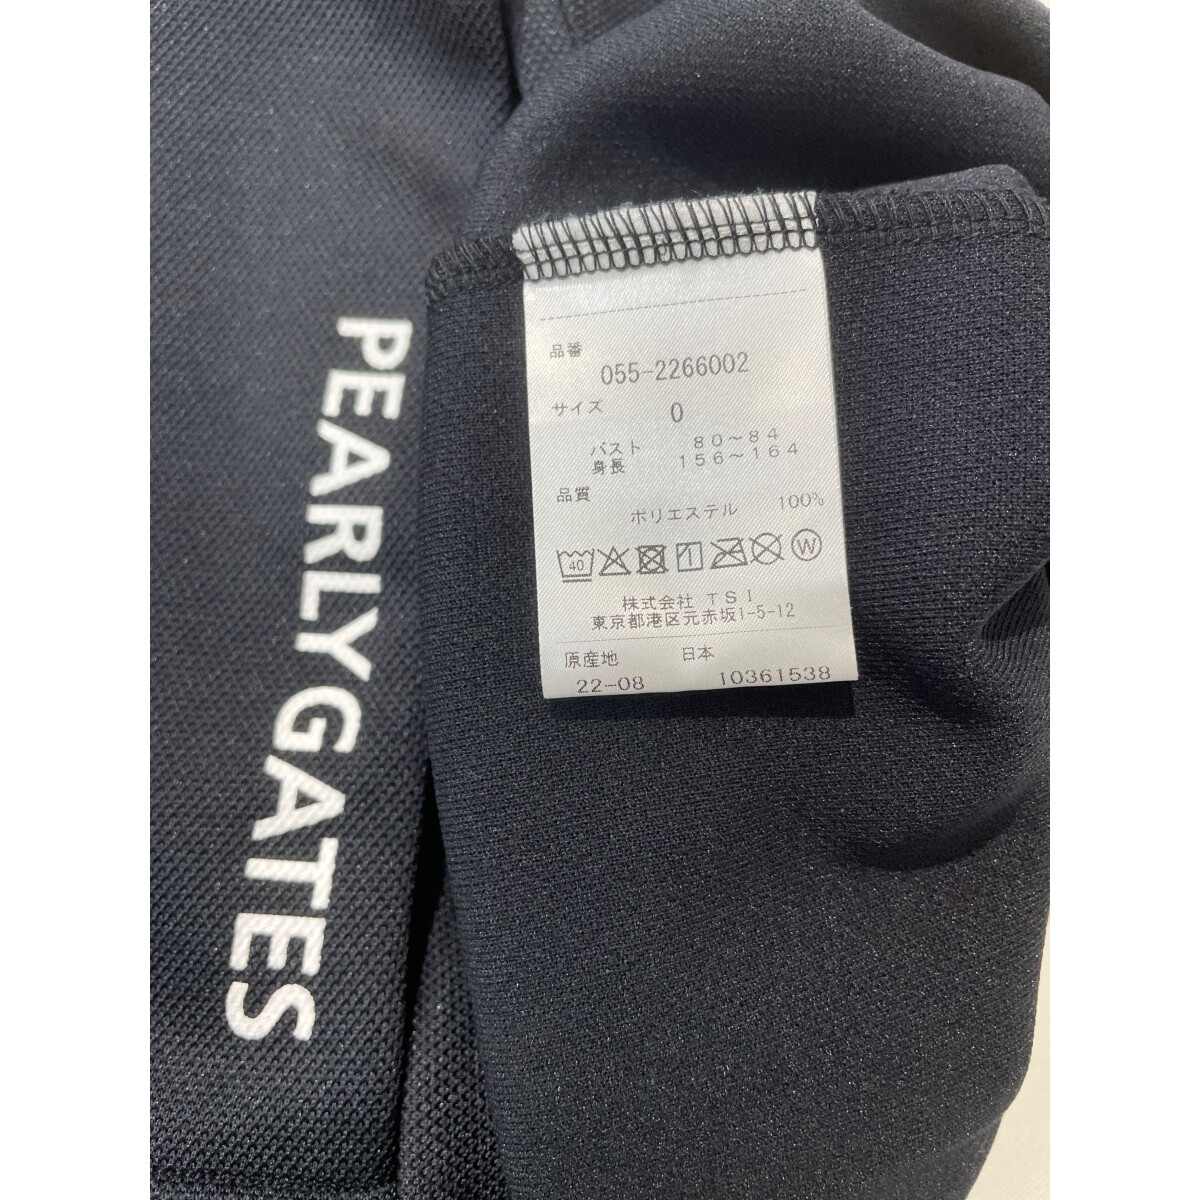 PEARLY GATES
品番
055-2266002
サイズ 0
バスト 80〜84
身長 156〜164
品質
ポリエステル 100%
40 W
株式会社 TSI
東京都港区元赤坂1-5-12
原産地 日本
22-08 10361538